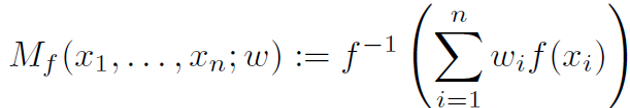 M_f(x_1, \ldots, x_n; w) := f^{-1}\left(\sum_{i=1}^{n} w_i f(x_i)\right)